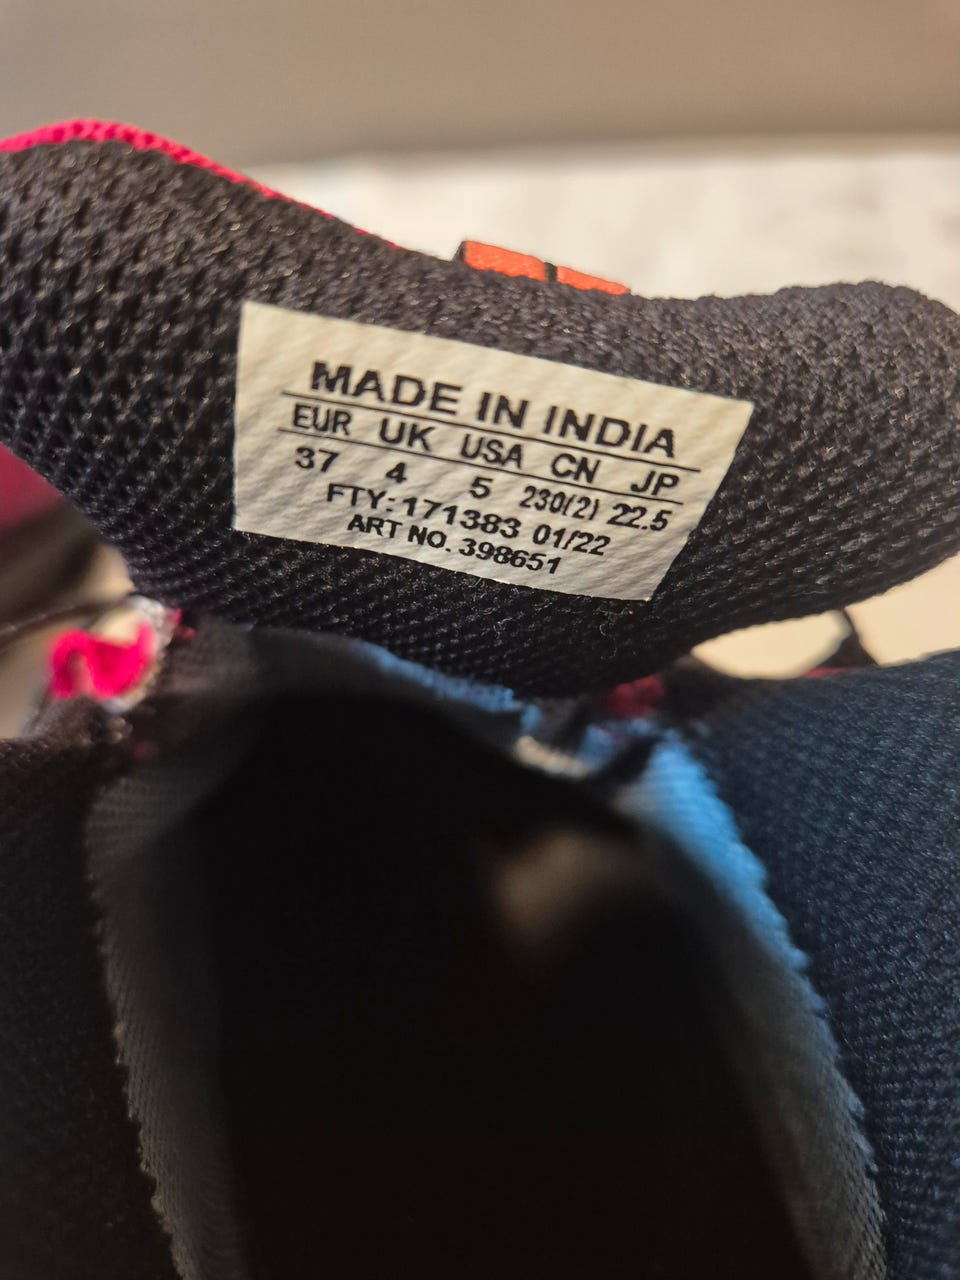 MADE IN INDIA
EUR UK USA CN JP
37 4 5 230(2) 22.5
FTY: 171383 01/22
ART NO. 398651